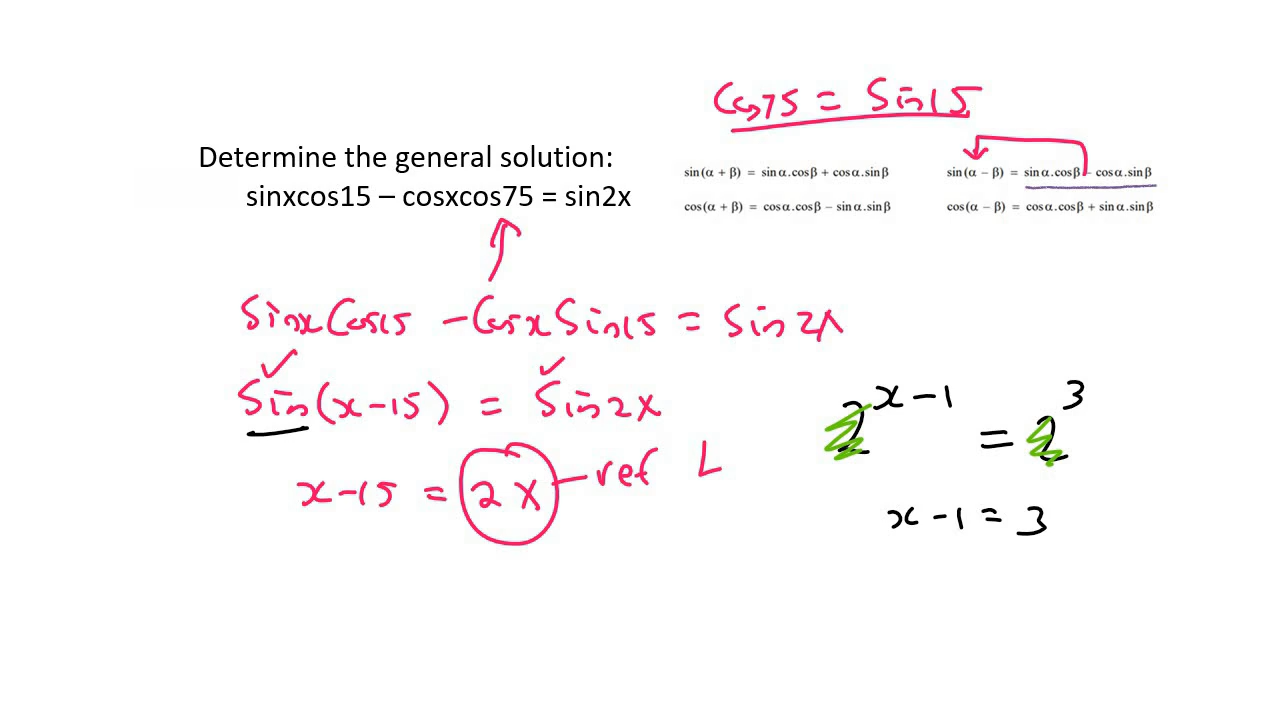 Cos75 = Sin15
Determine the general solution:
sinxcos15 – cosxcos75 = sin2x
sin(α + β) = sinα.cosβ + cosα.sinβ
sin(α − β) = sinα.cosβ − cosα.sinβ
cos(α + β) = cosα.cosβ − sinα.sinβ
cos(α − β) = cosα.cosβ + sinα.sinβ
SinxCos15 - CosxSin15 = Sin2x
Sin(x-15) = Sin2x
x-15 = 2x - ref L
2^x-1 = 2^3
x-1 = 3